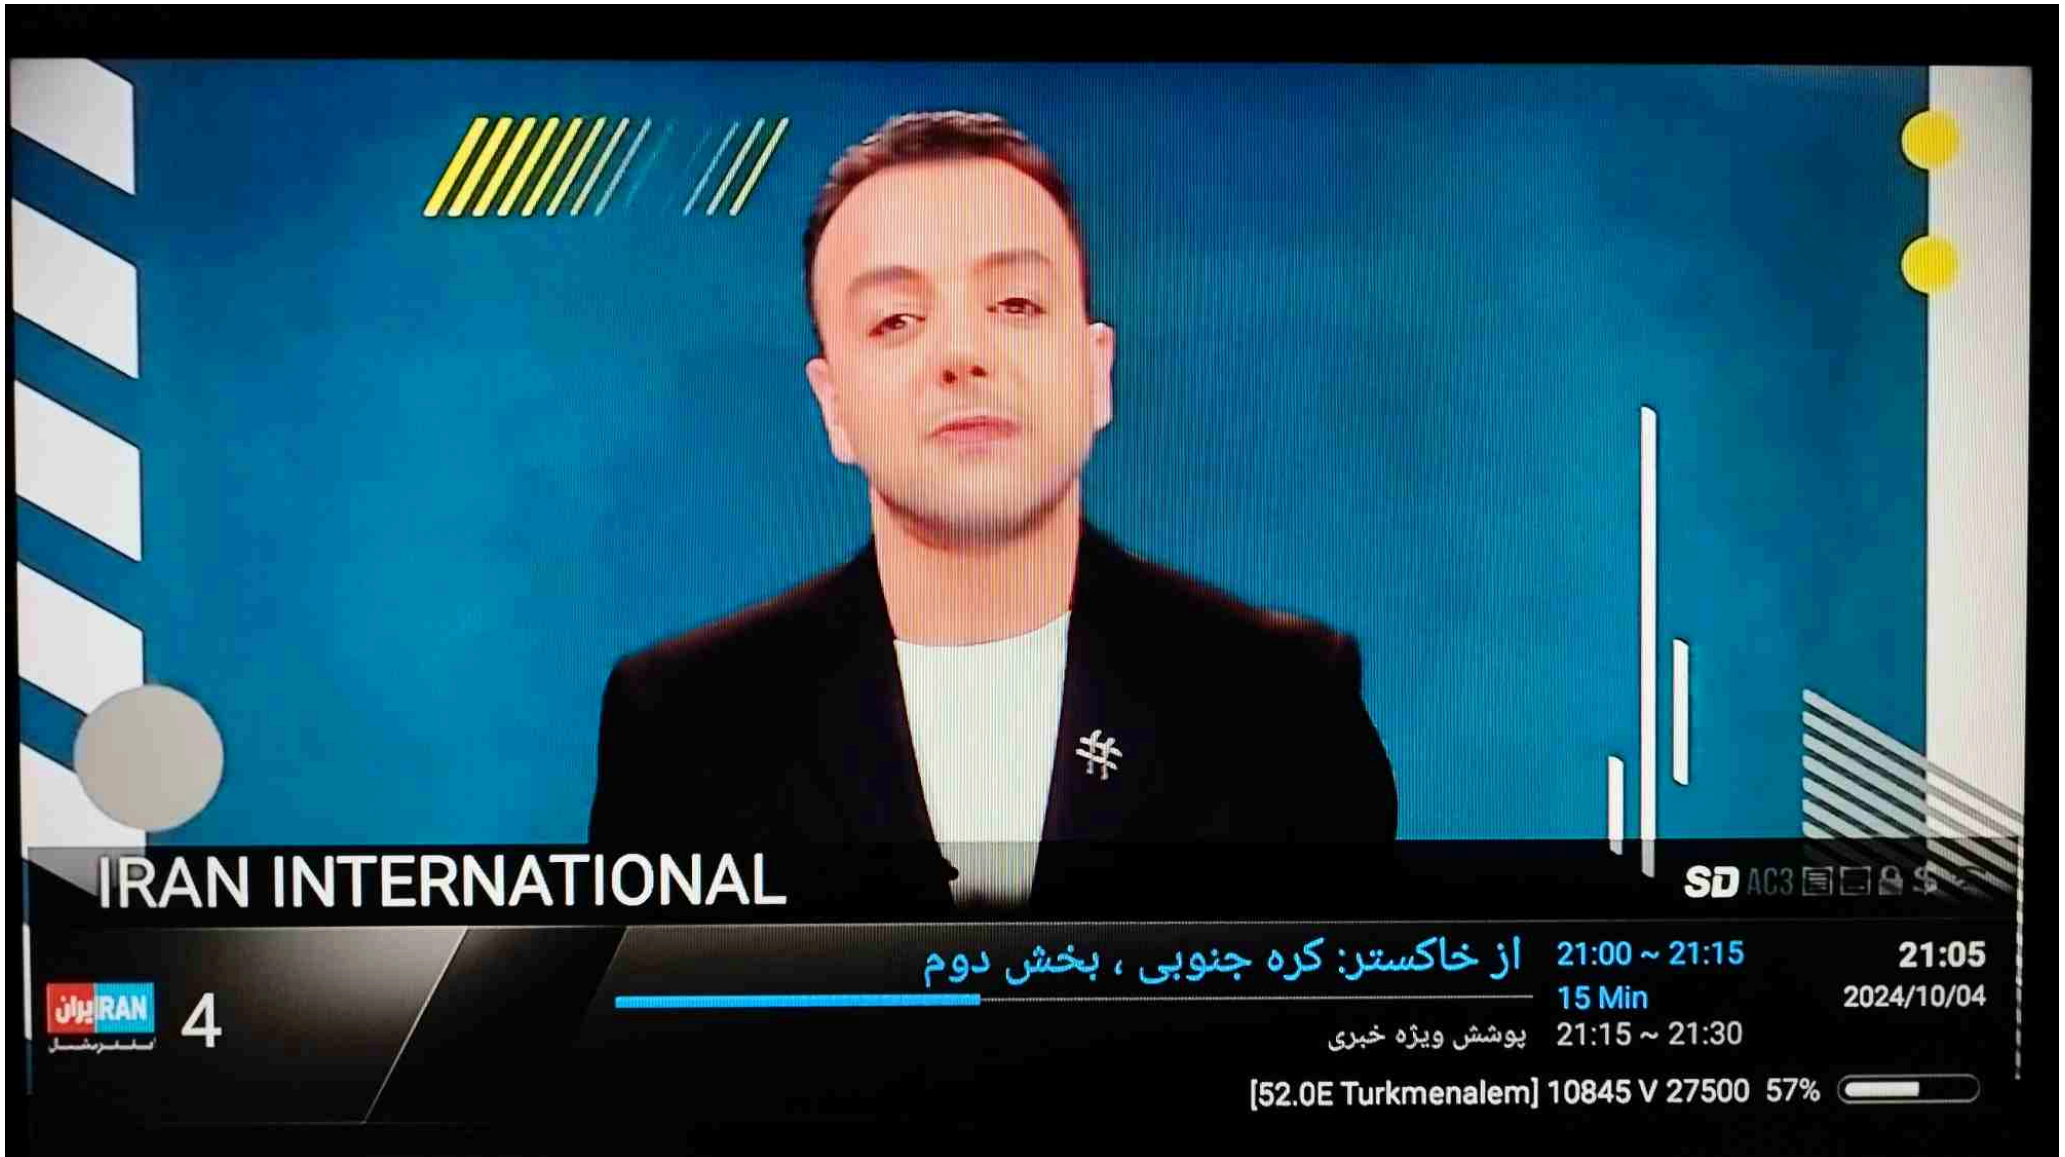 IRAN INTERNATIONAL
SD AC3
از خاکستر: کره جنوبی ، بخش دوم
21:00 ~ 21:15
21:05
15 Min
2024/10/04
ایران IRAN
اینترنشنال
4
پوشش ویژه خبری
21:15 ~ 21:30
[52.0E Turkmenalem] 10845 V 27500 57%